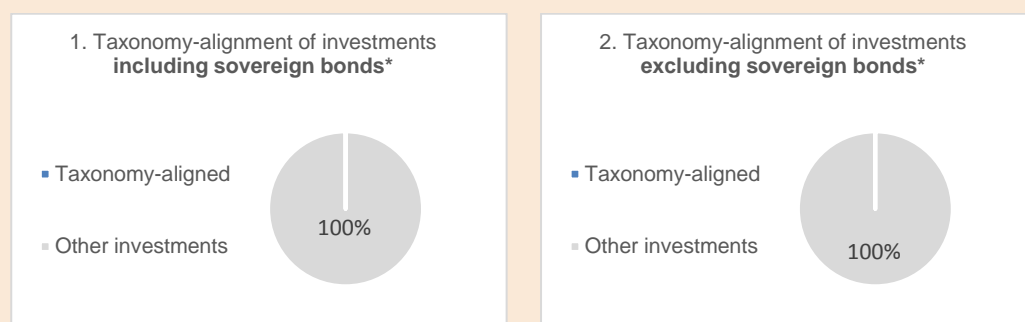 1. Taxonomy-alignment of investments
including sovereign bonds*
Taxonomy-aligned
100%
Other investments
2. Taxonomy-alignment of investments
excluding sovereign bonds*
Taxonomy-aligned
Other investments
100%